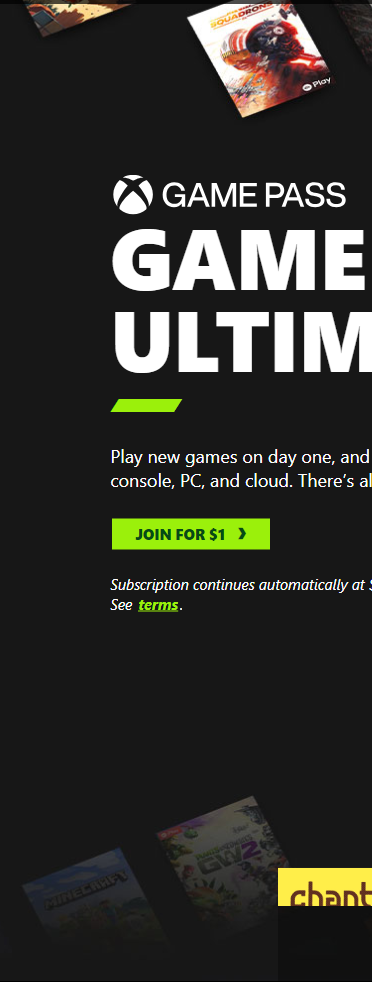 SQUADRONS
Play
GAME PASS
GAME
ULTIM
Play new games on day one, and
console, PC, and cloud. There's al
JOIN FOR $1
Subscription continues automatically at $
See terms.
MINECRAFT
GW2
chant